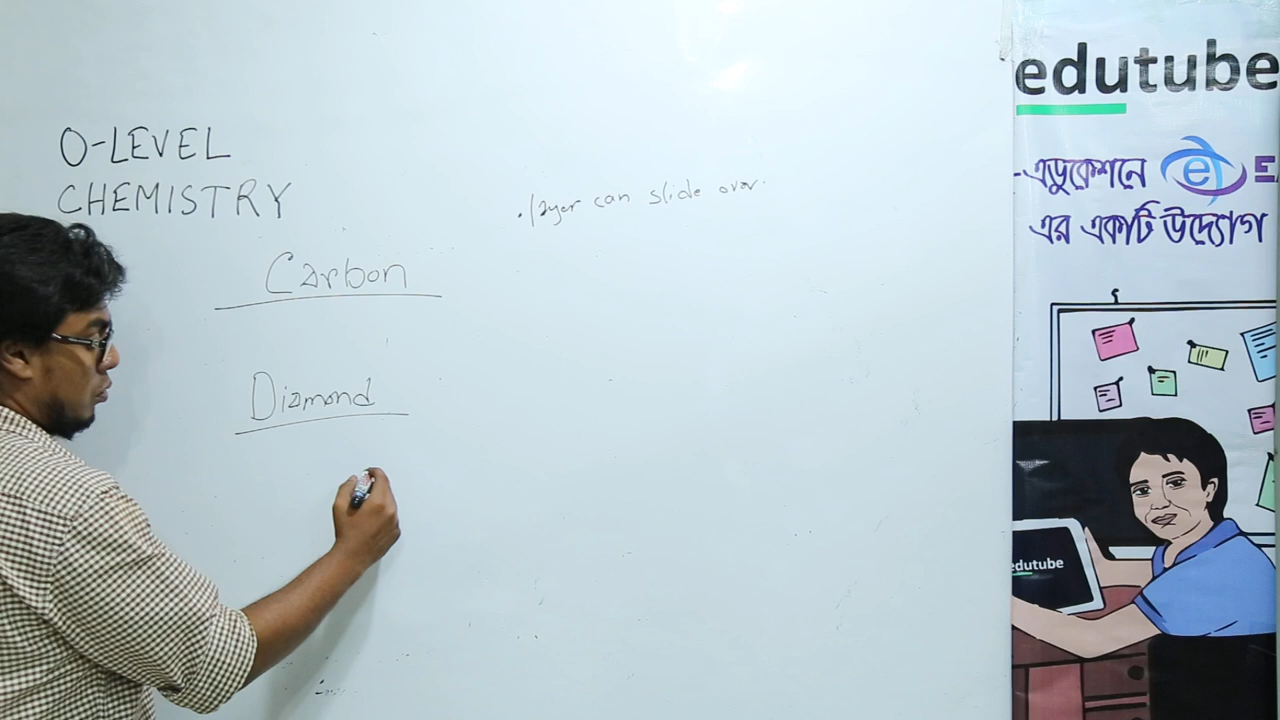 O-LEVEL
CHEMISTRY
Carbon
Diamond
. layer can slide over.
edutube
-এডুকেশনে
এর একটি উদ্যোগ
edutube